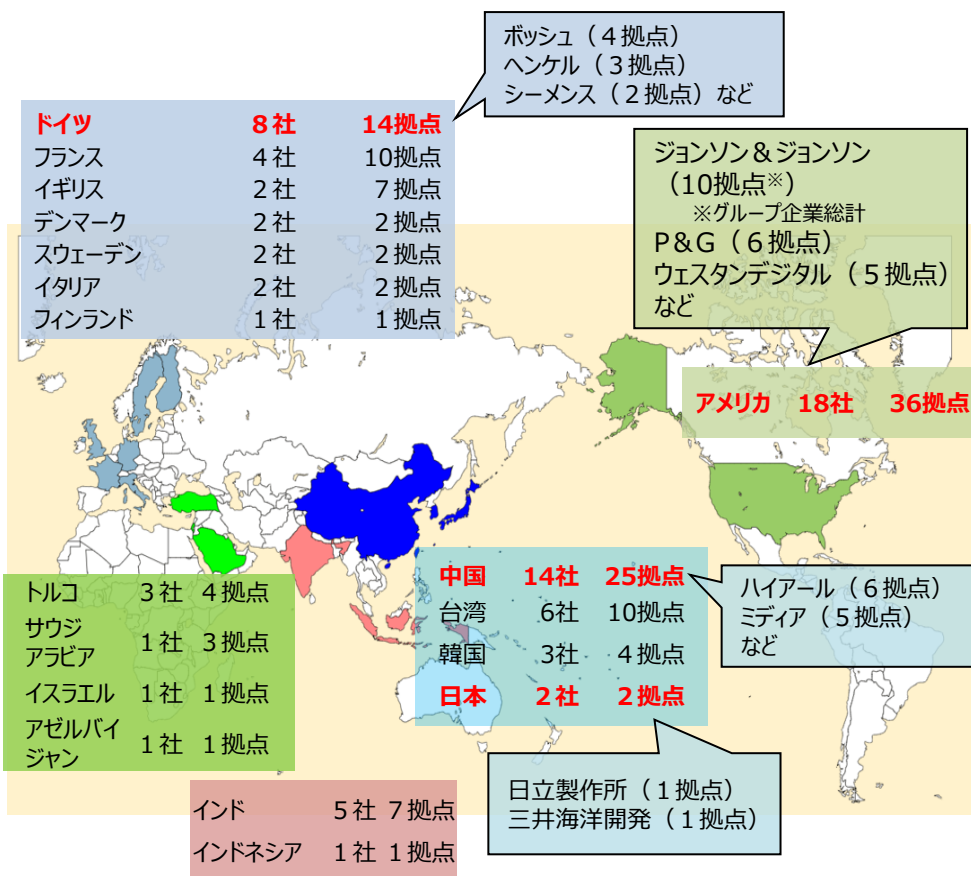 ボッシュ（４拠点）
ヘンケル（３拠点）
シーメンス（２拠点）など
ドイツ 8社 14拠点
フランス 4社 10拠点
イギリス 2社 7拠点
デンマーク 2社 2拠点
スウェーデン 2社 2拠点
イタリア 2社 2拠点
フィンランド 1社 1拠点
ジョンソン＆ジョンソン
（10拠点※）
※グループ企業総計
P＆G（６拠点）
ウェスタンデジタル（５拠点）
など
アメリカ 18社 36拠点
中国 14社 25拠点
台湾 6社 10拠点
韓国 3社 4拠点
日本 2社 2拠点
ハイアール（６拠点）
ミディア（５拠点）
など
トルコ 3社 4拠点
サウジ
アラビア 1社 3拠点
イスラエル 1社 1拠点
アゼルバイ
ジャン 1社 1拠点
日立製作所（１拠点）
三井海洋開発（１拠点）
インド 5社 7拠点
インドネシア 1社 1拠点